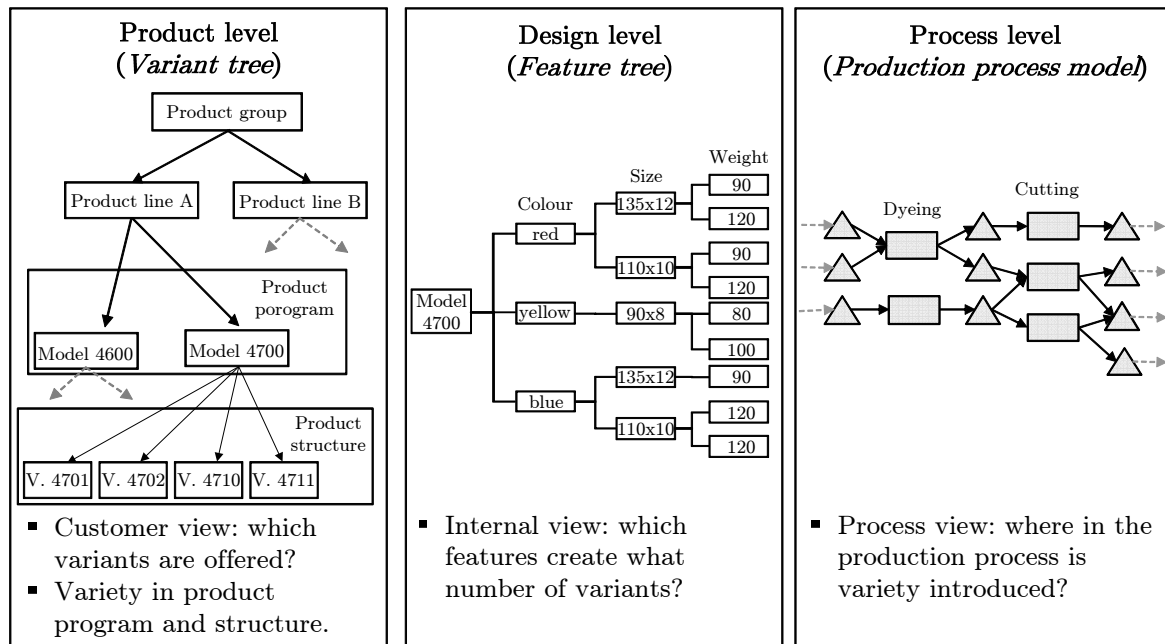 Product level
(Variant tree)
Product group
Product line A
Product line B
Product
porogram
Model 4600
Model 4700
Product
structure
V. 4701
V. 4702
V. 4710
V. 4711
▪ Customer view: which
variants are offered?
▪ Variety in product
program and structure.
Design level
(Feature tree)
Weight
Size
Colour
90
135x12
120
red
90
110x10
120
Model
4700
yellow
90x8
80
100
135x12
90
blue
120
110x10
120
▪ Internal view: which
features create what
number of variants?
Process level
(Production process model)
Cutting
Dyeing
▪ Process view: where in the
production process is
variety introduced?